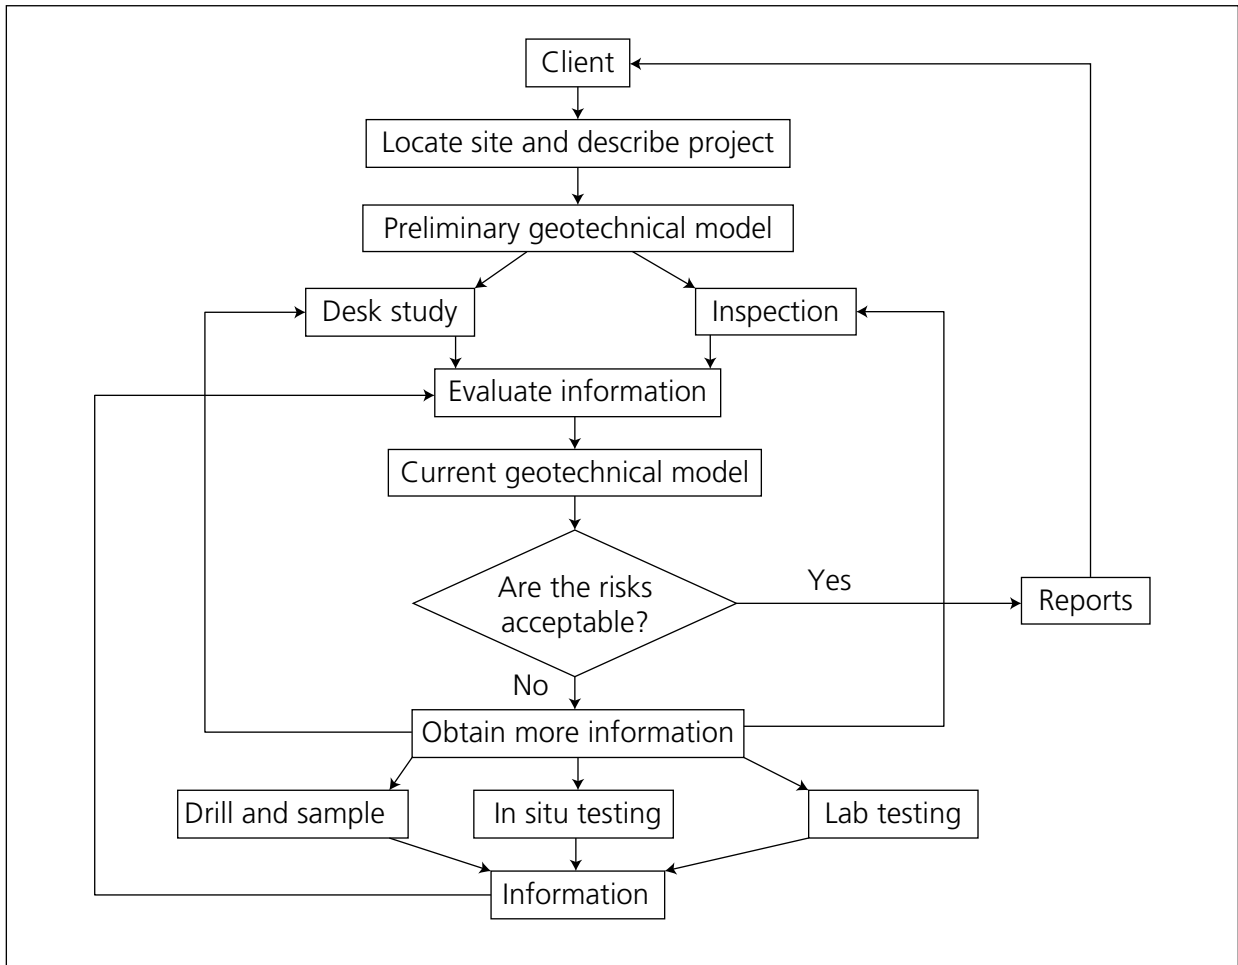 Client
Locate site and describe project
Preliminary geotechnical model
Desk study
Inspection
Evaluate information
Current geotechnical model
Are the risks
acceptable?
Yes
Reports
No
Obtain more information
Drill and sample
In situ testing
Lab testing
Information